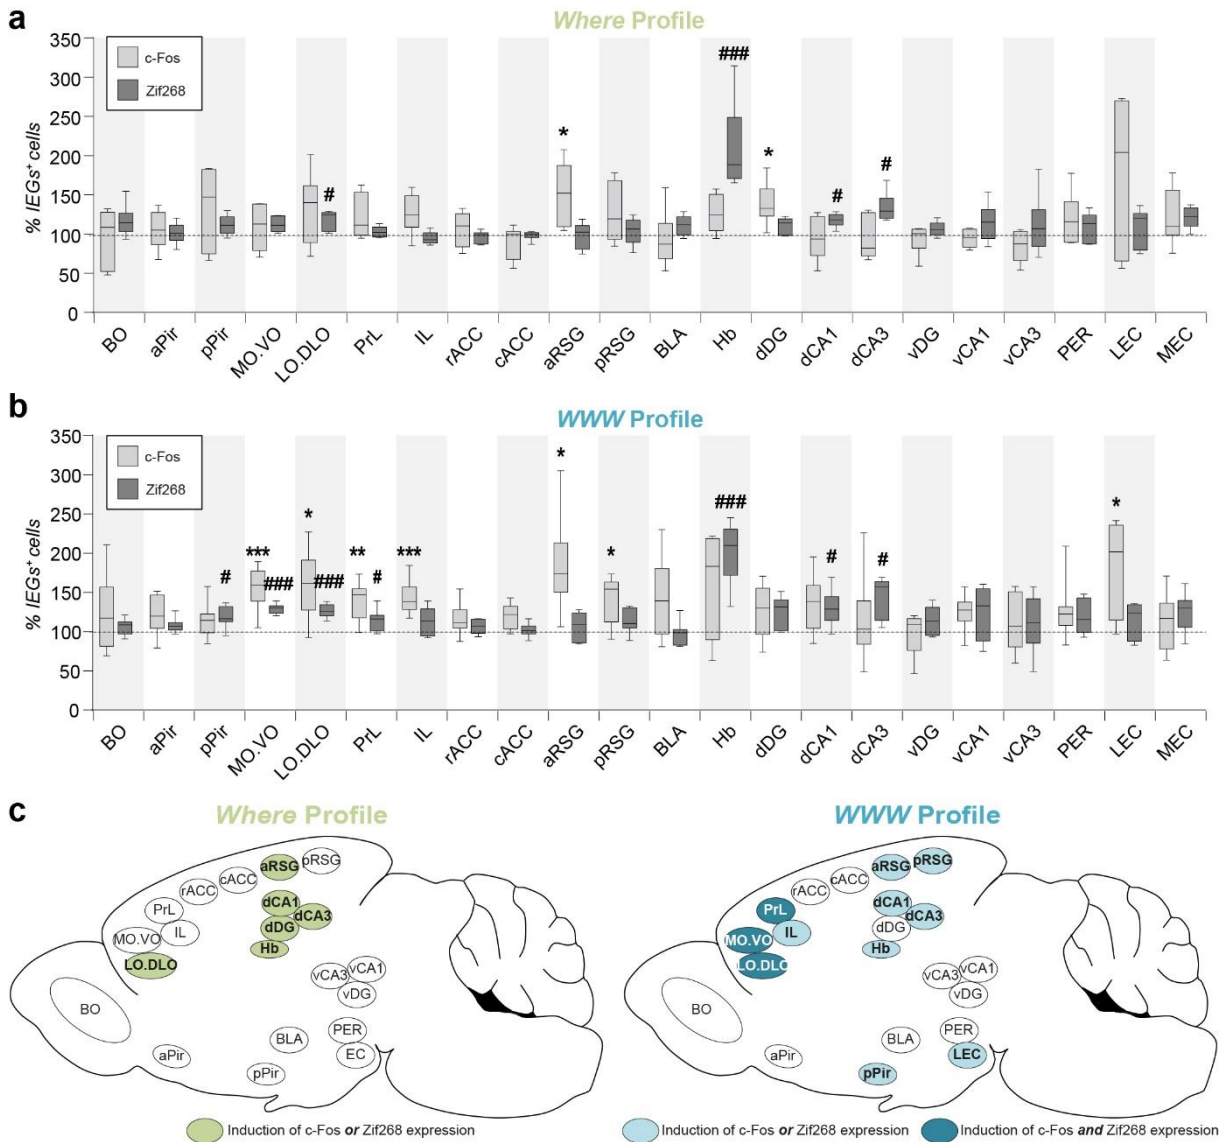 a
Where Profile
% IEGs+ cells
350
300
250
200
150
100
50
0
c-Fos
Zif268
#
*
###
*
#
#
BO aPir pPir MO.VO LO.DLO PrL IL rACC cACC aRSG pRSG BLA Hb dDG dCA1 dCA3 vDG vCA1 vCA3 PER LEC MEC
b
WWW Profile
% IEGs+ cells
350
300
250
200
150
100
50
0
c-Fos
Zif268
#
***
###
*
###
**
#
***
*
*
###
#
#
*
BO aPir pPir MO.VO LO.DLO PrL IL rACC cACC aRSG pRSG BLA Hb dDG dCA1 dCA3 vDG vCA1 vCA3 PER LEC MEC
c
Where Profile
aRSG pRSG
cACC
rACC
PrL
IL
MO.VO
LO.DLO
dCA1
dCA3
dDG
Hb
vCA3 vCA1
vDG
BO
BLA
PER
EC
aPir
pPir
Induction of c-Fos or Zif268 expression
WWW Profile
aRSG pRSG
cACC
rACC
PrL
IL
MO.VO
LO.DLO
dCA1
dCA3
dDG
Hb
vCA3 vCA1
vDG
BO
BLA
PER
LEC
aPir
pPir
Induction of c-Fos or Zif268 expression
Induction of c-Fos and Zif268 expression